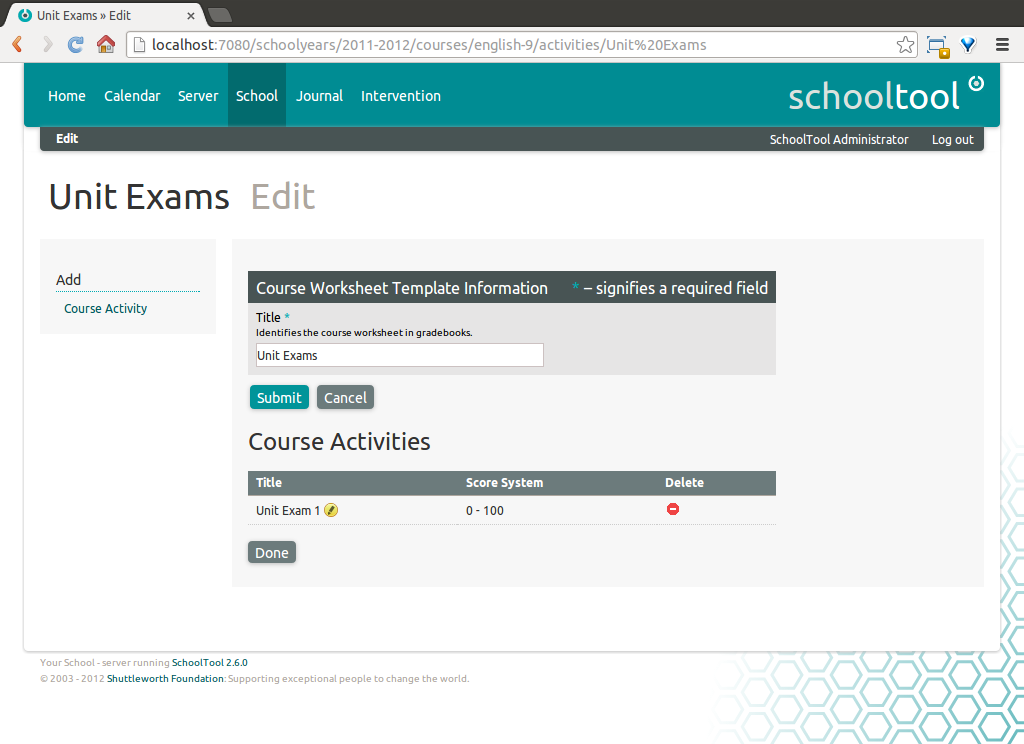 Unit Exams » Edit
localhost:7080/schoolyears/2011-2012/courses/english-9/activities/Unit%20Exams
Home Calendar Server School Journal Intervention schooltool
Edit SchoolTool Administrator Log out
Unit Exams Edit
Add
Course Activity
Course Worksheet Template Information * – signifies a required field
Title *
Identifies the course worksheet in gradebooks.
Unit Exams
Submit Cancel
Course Activities
Title Score System Delete
Unit Exam 1 0 - 100
Done
Your School - server running SchoolTool 2.6.0
© 2003 - 2012 Shuttleworth Foundation: Supporting exceptional people to change the world.